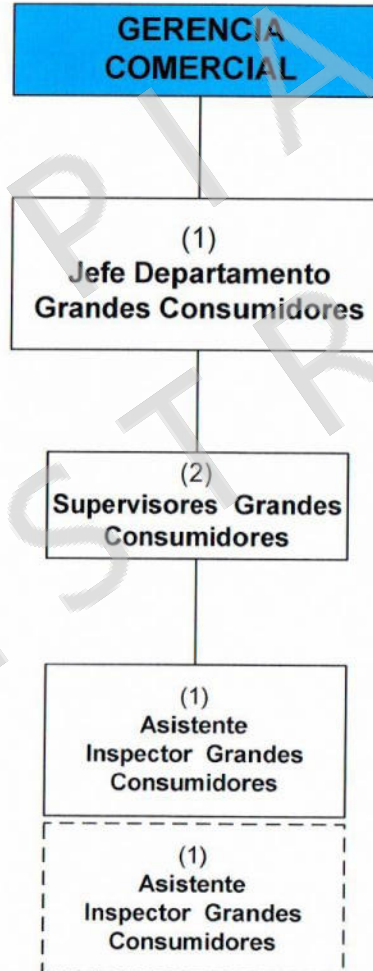 GERENCIA
COMERCIAL
(1)
Jefe Departamento
Grandes Consumidores
(2)
Supervisores Grandes
Consumidores
(1)
Asistente
Inspector Grandes
Consumidores
(1)
Asistente
Inspector Grandes
Consumidores